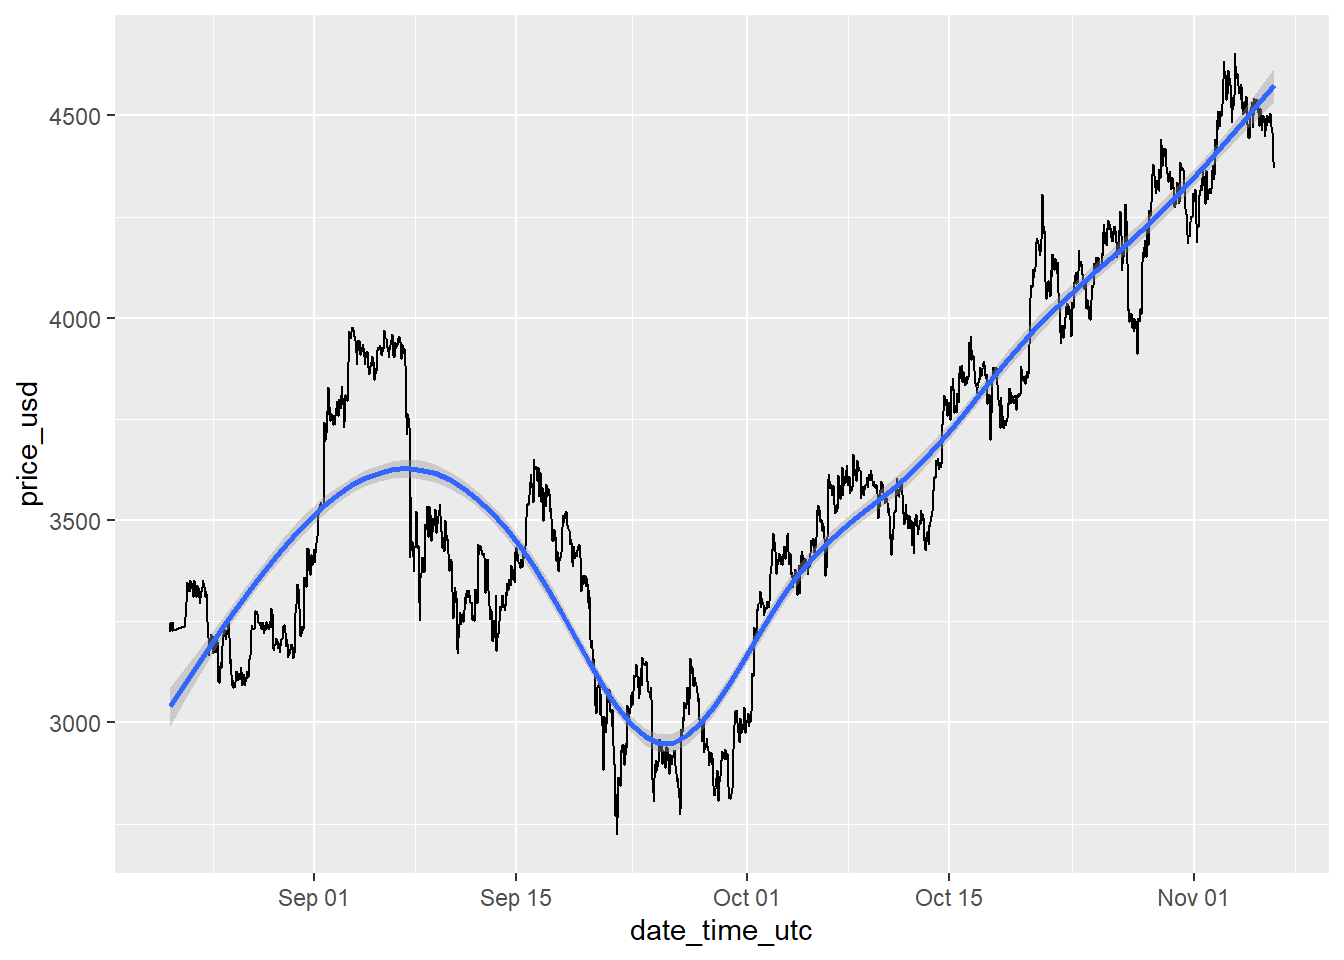 4500
4000
3500
3000
price_usd
Sep 01
Sep 15
Oct 01
Oct 15
Nov 01
date_time_utc